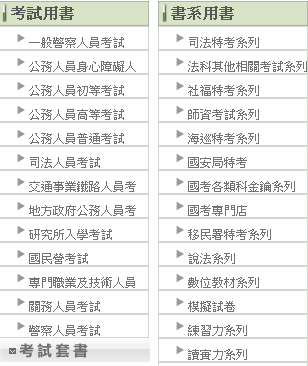 考試用書
一般警察人員考試
公務人員身心障礙人
公務人員初等考試
公務人員高等考試
公務人員普通考試
司法人員考試
交通事業鐵路人員考
地方政府公務人員考
研究所入學考試
國民營考試
專門職業及技術人員
關務人員考試
警察人員考試
考試套書
書系用書
司法特考系列
法科其他相關考試系列
社福特考系列
師資考試系列
海巡特考系列
國安局特考
國考各類科金鑰系列
國考專門店
移民署特考系列
說法系列
數位教材系列
模擬試卷
練習力系列
讀實力系列